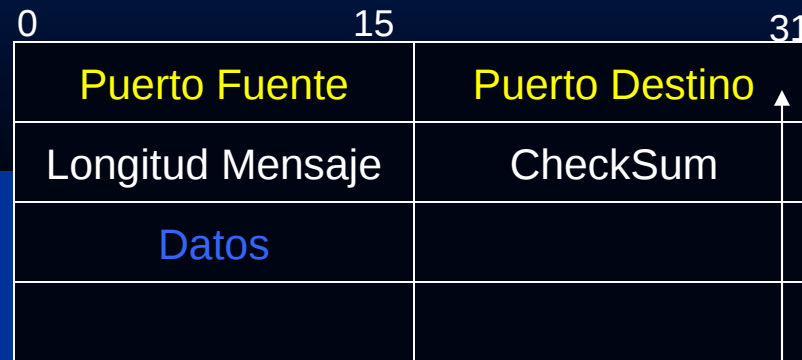 0 15 31
Puerto Fuente Puerto Destino
Longitud Mensaje CheckSum
Datos